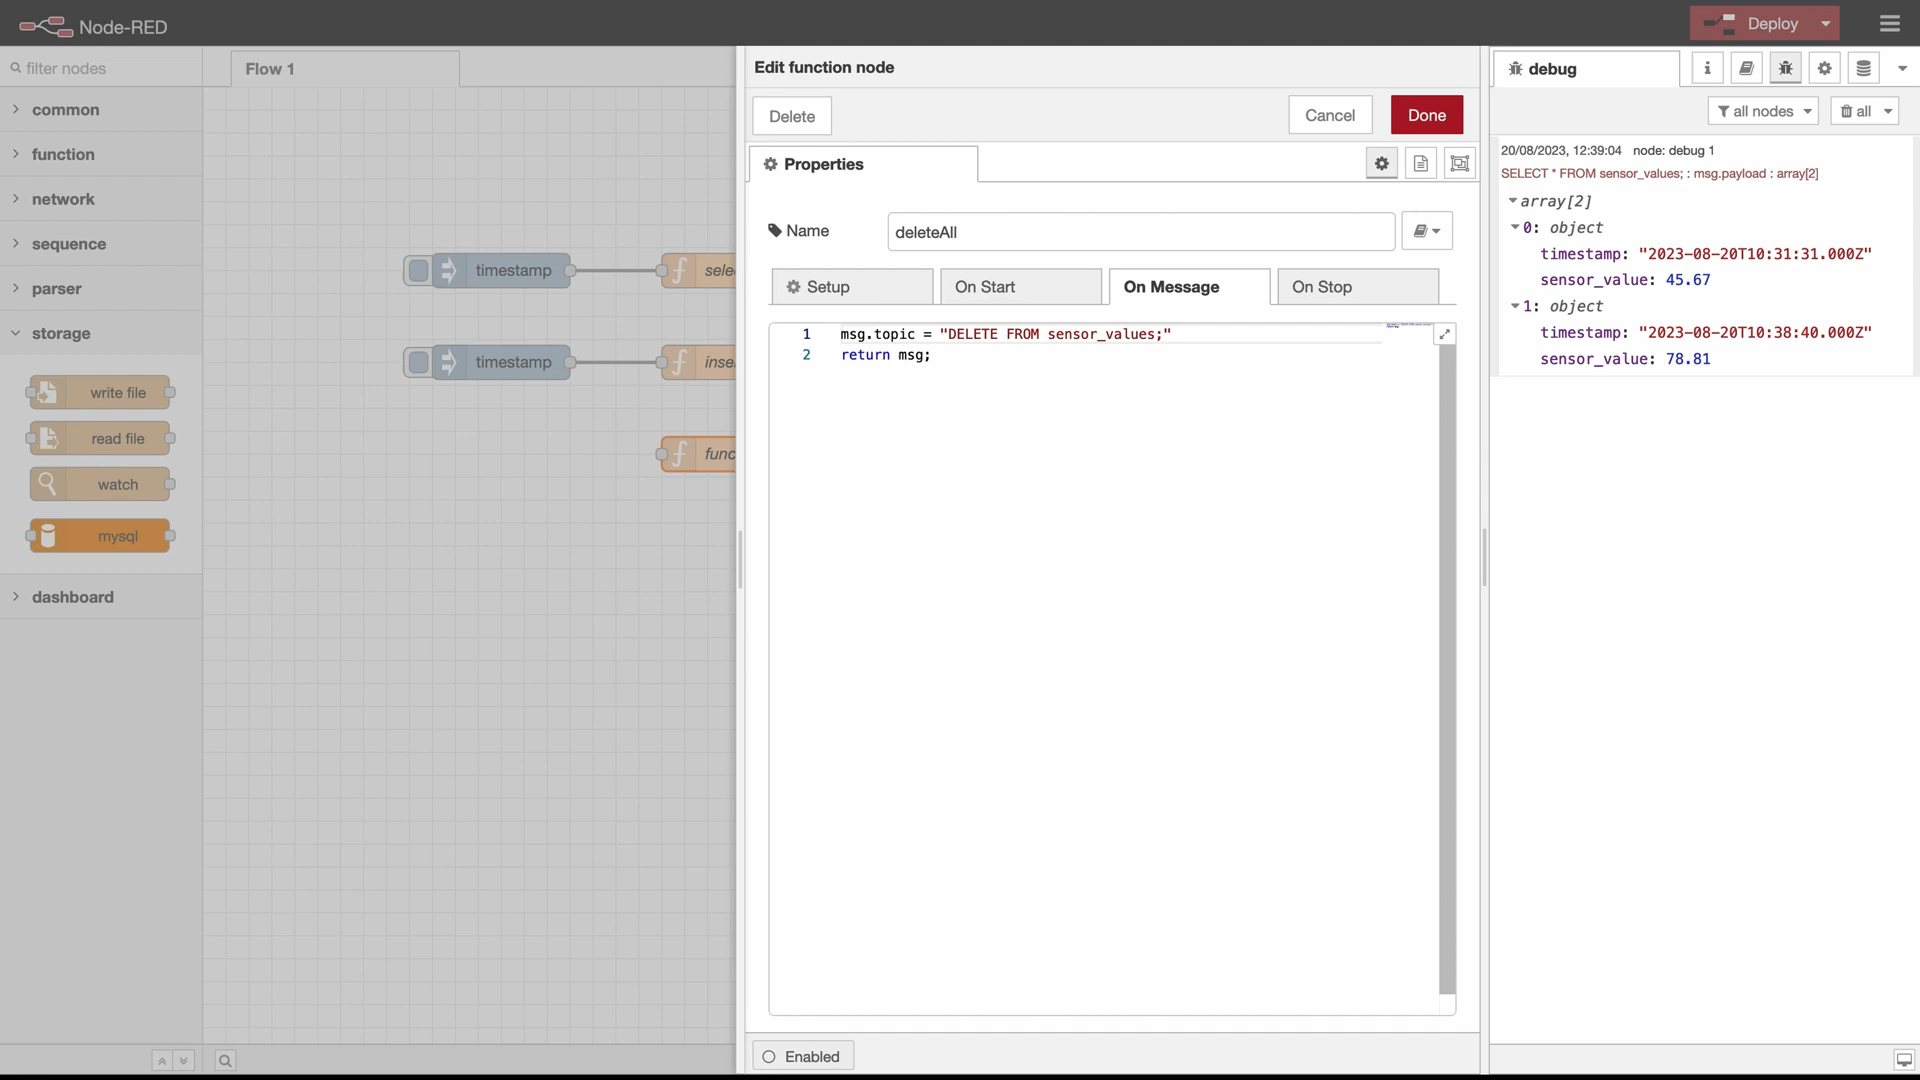 Node-RED
Deploy
filter nodes
Flow 1
common
function
network
sequence
parser
storage
write file
read file
watch
mysql
dashboard
timestamp
sele
timestamp
inse
func
Edit function node
Delete
Cancel
Done
Properties
Name
deleteAll
Setup
On Start
On Message
On Stop
1 msg.topic = "DELETE FROM sensor_values;"
2 return msg;
Enabled
debug
i
all nodes
all
20/08/2023, 12:39:04 node: debug 1
SELECT * FROM sensor_values; : msg.payload : array[2]
array[2]
0: object
timestamp: "2023-08-20T10:31:31.000Z"
sensor_value: 45.67
1: object
timestamp: "2023-08-20T10:38:40.000Z"
sensor_value: 78.81